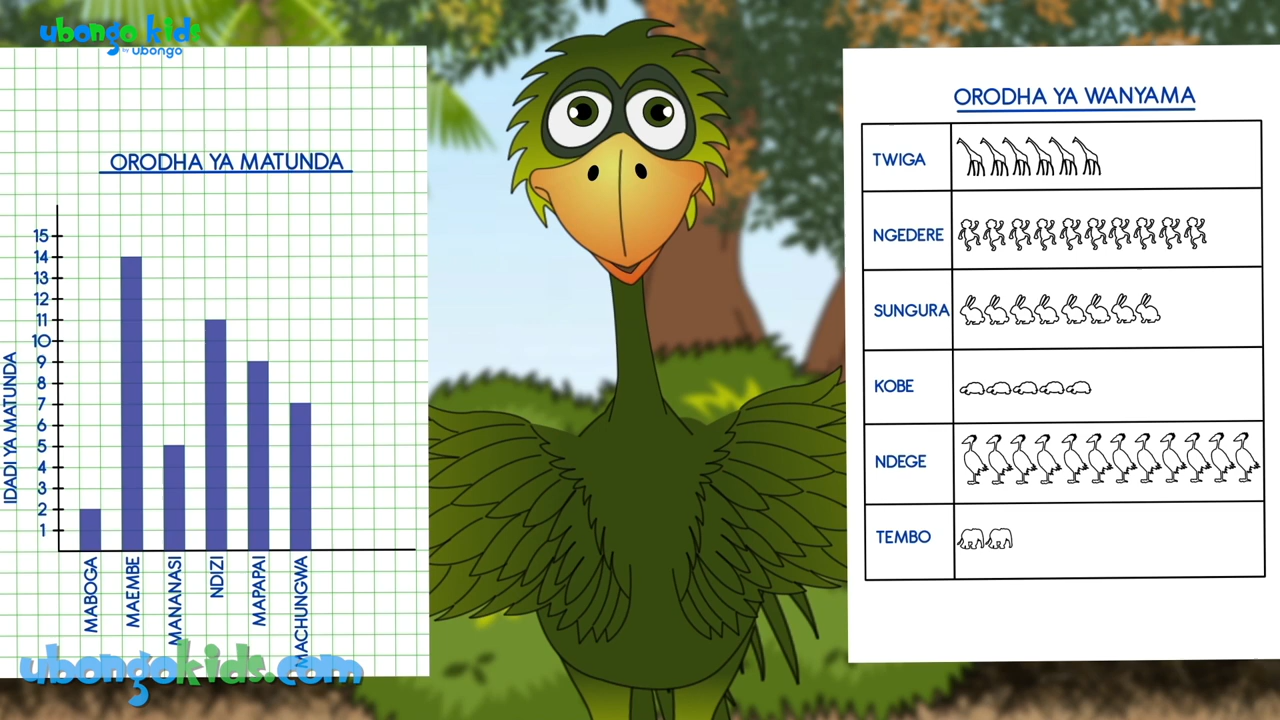 ubongo kids
by ubongo
ORODHA YA MATUNDA
IDADI YA MATUNDA
15
14
13
12
11
10
9
8
7
6
5
4
3
2
1
MABOGA
MAEMBE
MANANASI
NDIZI
MAPAPAI
MACHUNGWA
ubongokids.com
ORODHA YA WANYAMA
TWIGA
NGEDERE
SUNGURA
KOBE
NDEGE
TEMBO